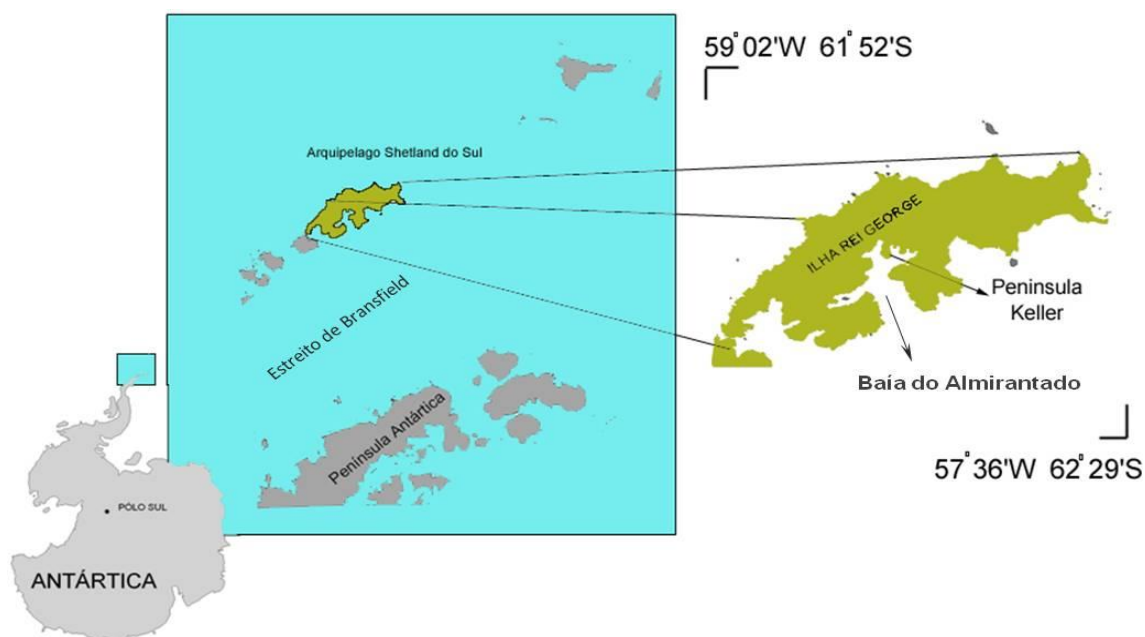 59°02'W 61°52'S
Arquipelago Shetland do Sul
ILHA REI GEORGE
Peninsula
Keller
Estreito de Bransfield
Baía do Almirantado
Península Antártica
57°36'W 62°29'S
PÓLO SUL
ANTÁRTICA